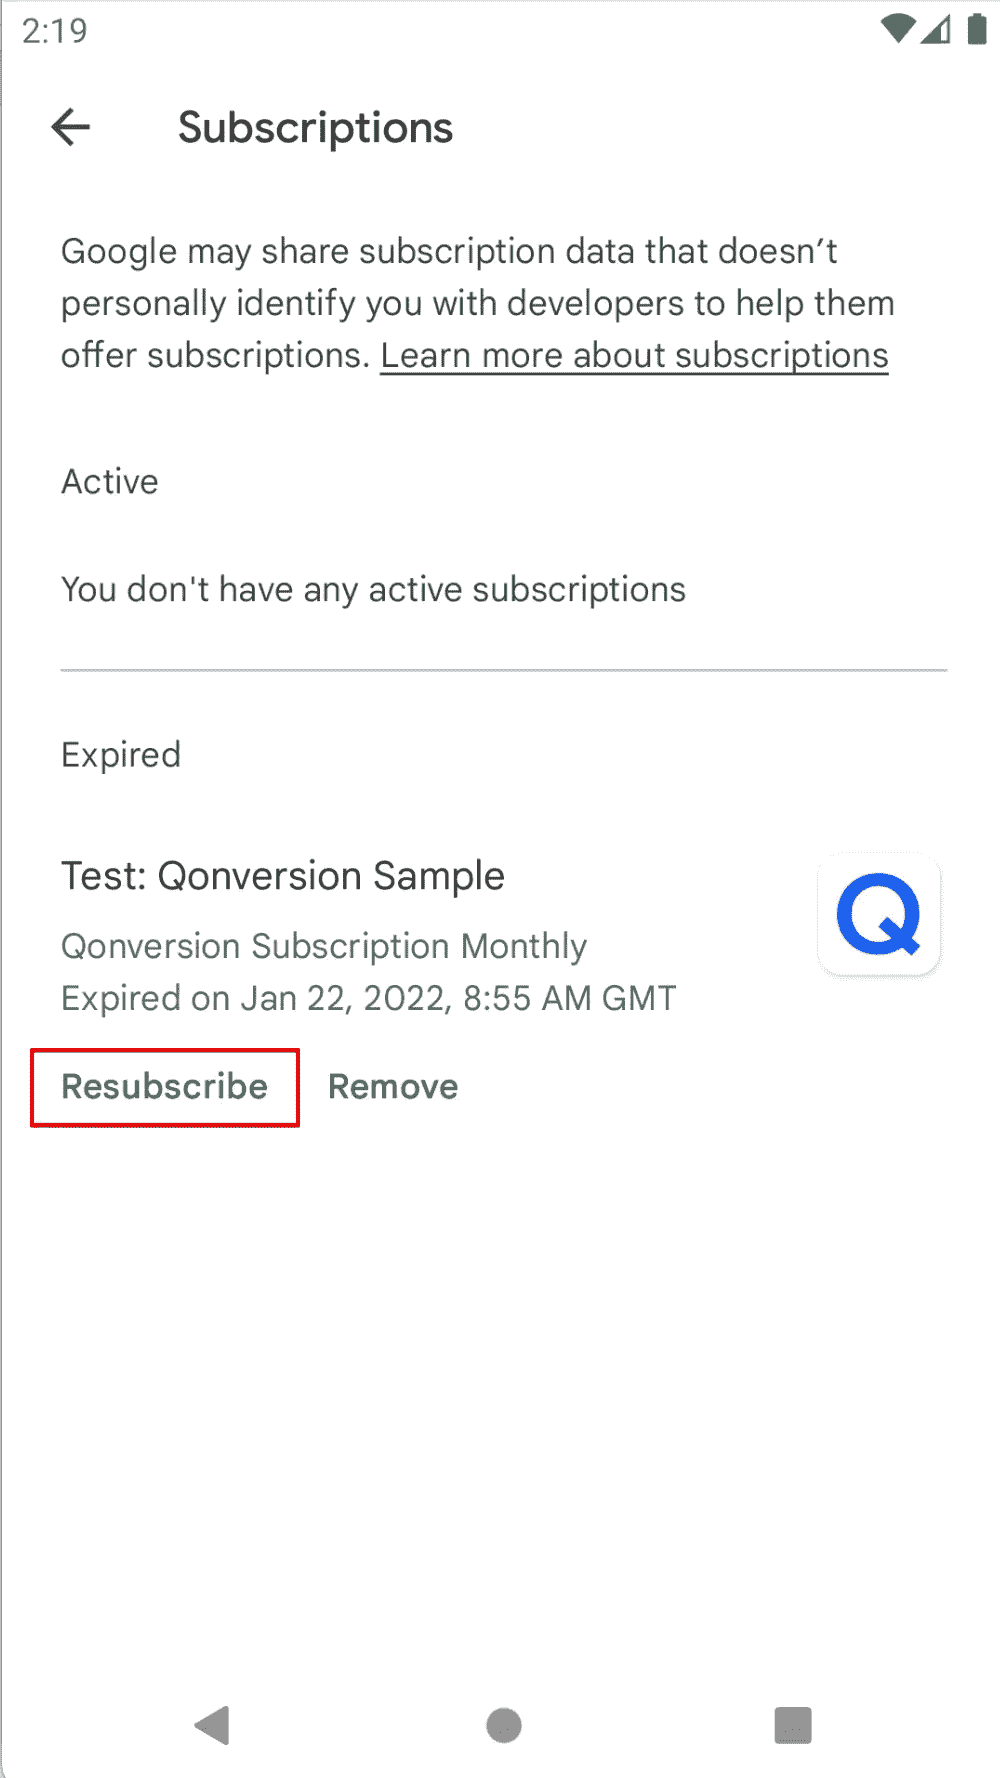 2:19
Subscriptions
Google may share subscription data that doesn’t
personally identify you with developers to help them
offer subscriptions. Learn more about subscriptions
Active
You don't have any active subscriptions
Expired
Test: Qonversion Sample
Qonversion Subscription Monthly
Expired on Jan 22, 2022, 8:55 AM GMT
Resubscribe Remove